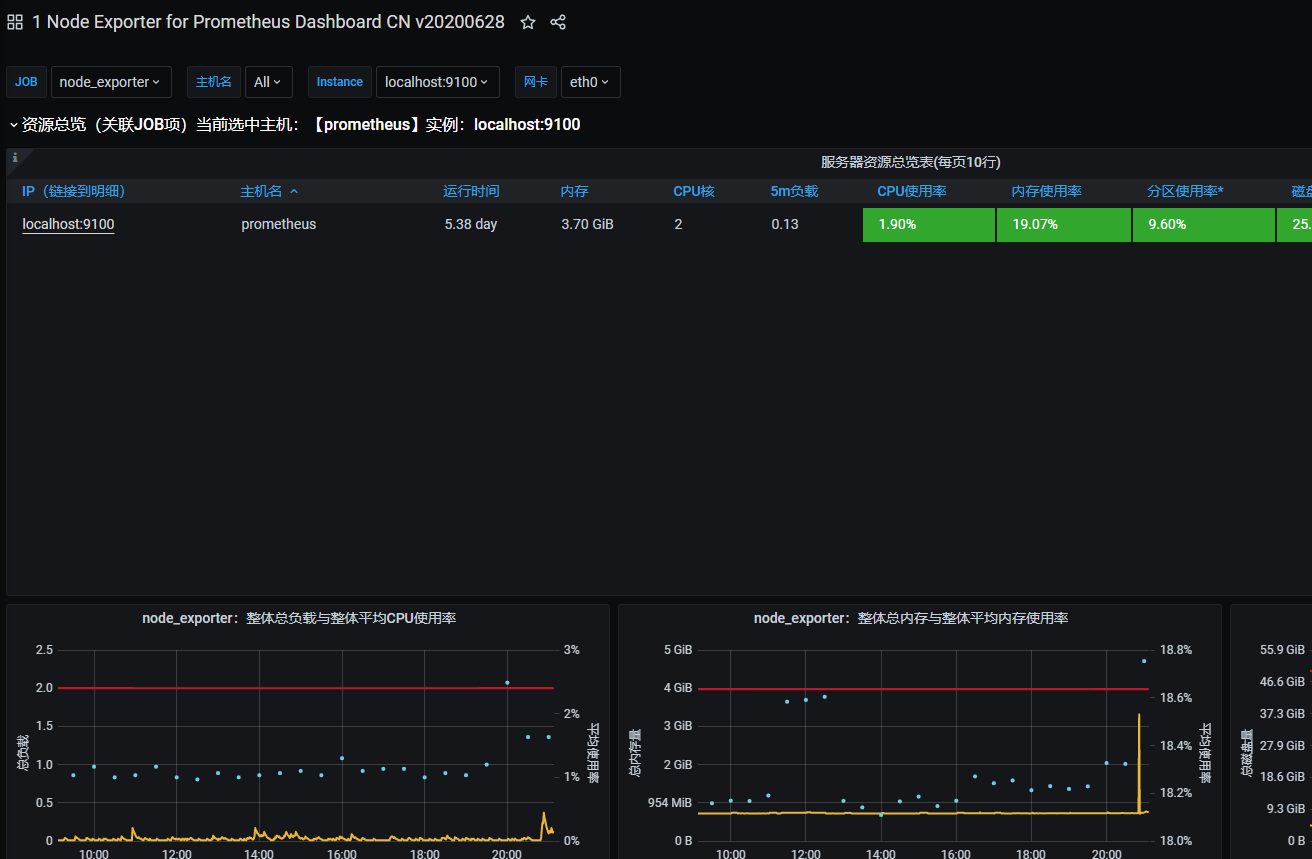 1 Node Exporter for Prometheus Dashboard CN v20200628
JOB node_exporter 主机名 All Instance localhost:9100 网卡 eth0
资源总览（关联JOB项）当前选中主机：【prometheus】实例：localhost:9100
服务器资源总览表(每页10行)
IP（链接到明细） 主机名 运行时间 内存 CPU核 5m负载 CPU使用率 内存使用率 分区使用率* 磁盘
localhost:9100 prometheus 5.38 day 3.70 GiB 2 0.13 1.90% 19.07% 9.60% 25.
node_exporter：整体总负载与整体平均CPU使用率
2.5 3%
2.0
2%
1.5
1.0
1%
0.5
0 0%
总负载
平均使用率
10:00 12:00 14:00 16:00 18:00 20:00
node_exporter：整体总内存与整体平均内存使用率
5 GiB 18.8%
4 GiB
18.6%
3 GiB
18.4%
2 GiB
18.2%
954 MiB
0 B 18.0%
总内存量
平均使用率
10:00 12:00 14:00 16:00 18:00 20:00
55.9 GiB
46.6 GiB
37.3 GiB
27.9 GiB
18.6 GiB
9.3 GiB
0 B
总磁盘量